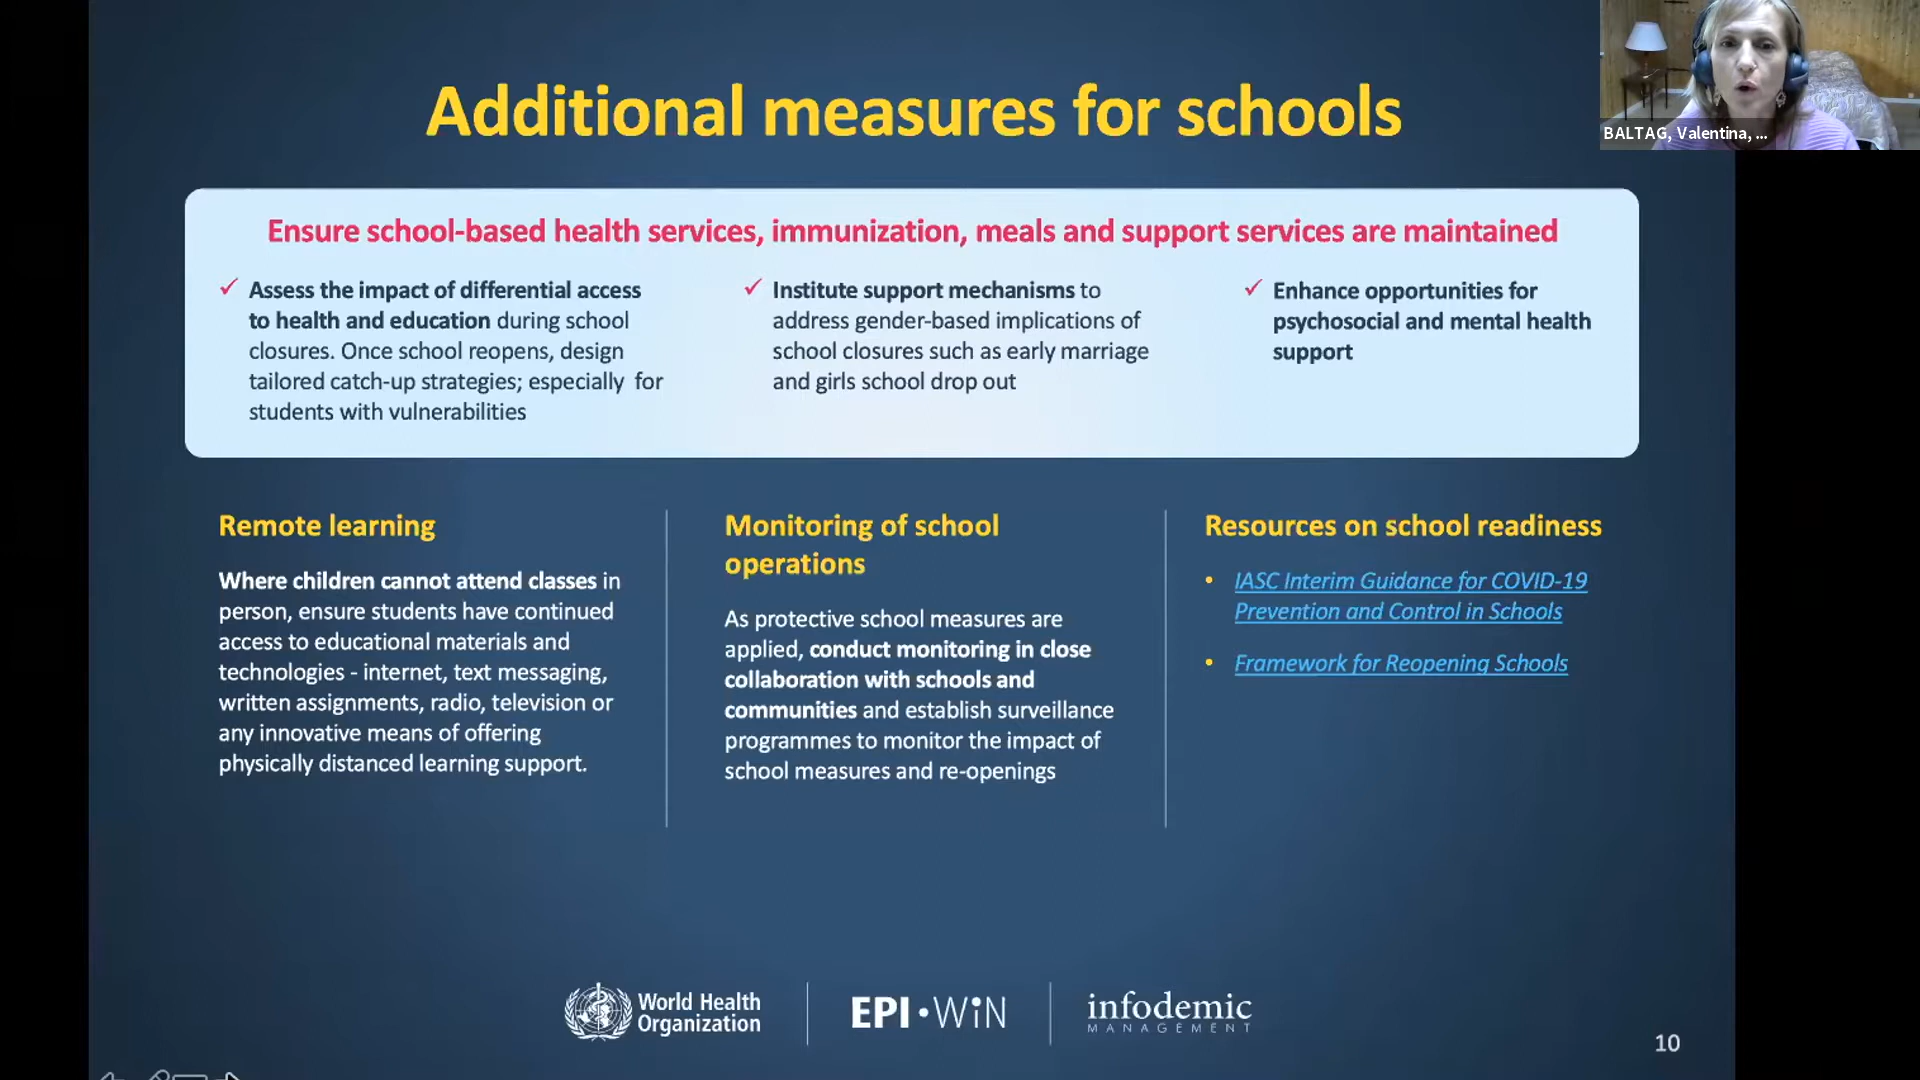 Additional measures for schools
BALTAG, Valentina, ...
Ensure school-based health services, immunization, meals and support services are maintained
✓ Assess the impact of differential access
to health and education during school
closures. Once school reopens, design
tailored catch-up strategies; especially for
students with vulnerabilities
✓ Institute support mechanisms to
address gender-based implications of
school closures such as early marriage
and girls school drop out
✓ Enhance opportunities for
psychosocial and mental health
support
Remote learning
Where children cannot attend classes in
person, ensure students have continued
access to educational materials and
technologies - internet, text messaging,
written assignments, radio, television or
any innovative means of offering
physically distanced learning support.
Monitoring of school
operations
As protective school measures are
applied, conduct monitoring in close
collaboration with schools and
communities and establish surveillance
programmes to monitor the impact of
school measures and re-openings
Resources on school readiness
• IASC Interim Guidance for COVID-19
Prevention and Control in Schools
• Framework for Reopening Schools
World Health
Organization
EPI·WiN
infodemic
MANAGEMENT
10